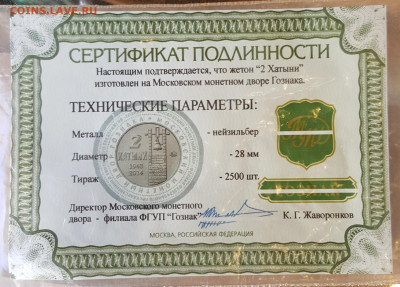 COINS.LAVE.RU
СЕРТИФИКАТ ПОДЛИННОСТИ
Настоящим подтверждается, что жетон “2 Хатыни”
изготовлен на Московском монетном дворе Гознака.
ТЕХНИЧЕСКИЕ ПАРАМЕТРЫ:
Металл - нейзильбер
Диаметр - 28 мм
Тираж - 2500 шт.
2
ХАТЫНИ
Директор Московского монетного
двора - филиала ФГУП “Гознак”
К. Г. Жаворонков
МОСКВА, РОССИЙСКАЯ ФЕДЕРАЦИЯ